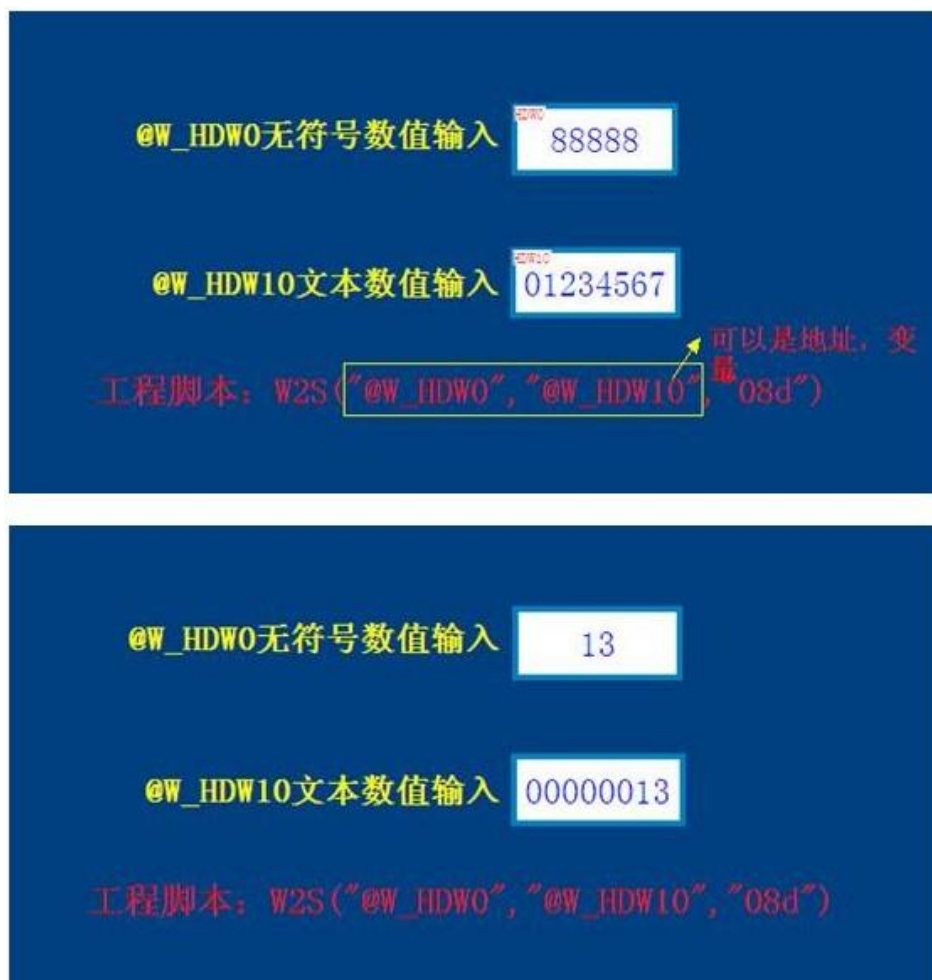 HDW0
@W_HDW0无符号数值输入 88888
HDW10
@W_HDW10文本数值输入 01234567
可以是地址，变
量
工程脚本：W2S("@W_HDW0","@W_HDW10","08d")
@W_HDW0无符号数值输入 13
@W_HDW10文本数值输入 00000013
工程脚本：W2S("@W_HDW0","@W_HDW10","08d")